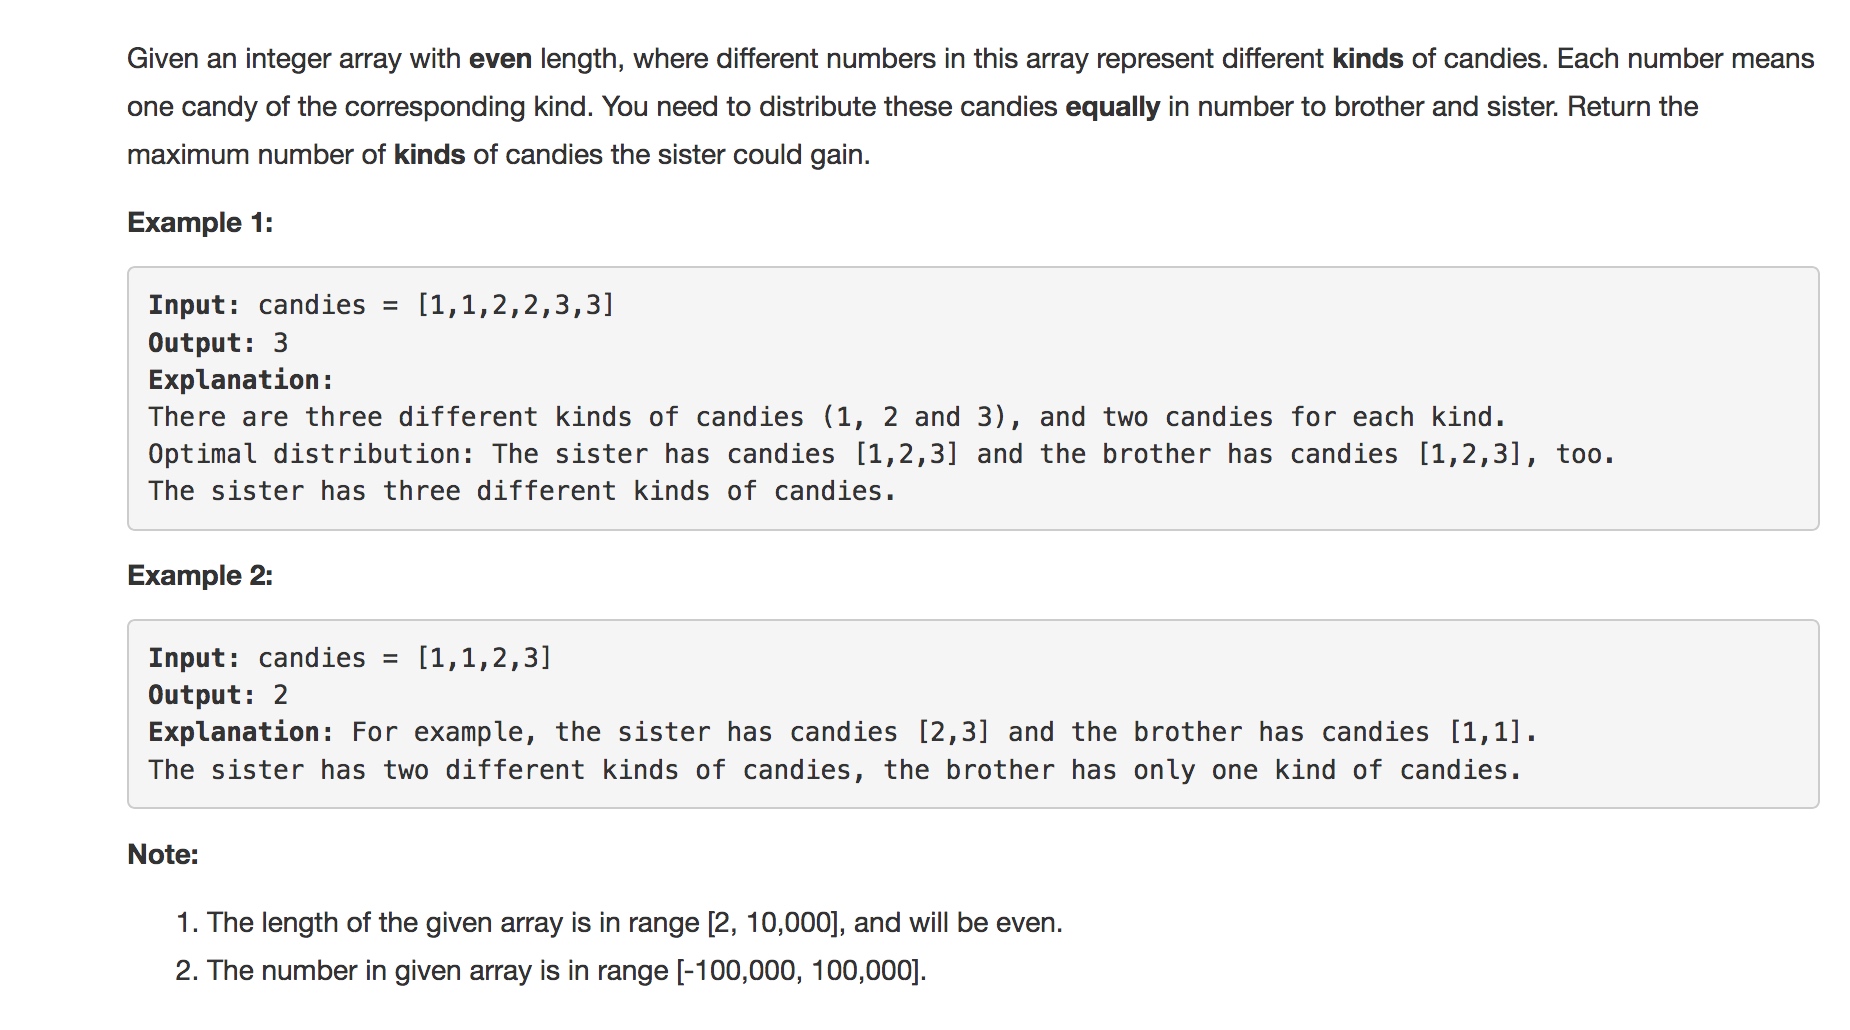 Given an integer array with even length, where different numbers in this array represent different kinds of candies. Each number means
one candy of the corresponding kind. You need to distribute these candies equally in number to brother and sister. Return the
maximum number of kinds of candies the sister could gain.
Example 1:
Input: candies = [1,1,2,2,3,3]
Output: 3
Explanation:
There are three different kinds of candies (1, 2 and 3), and two candies for each kind.
Optimal distribution: The sister has candies [1,2,3] and the brother has candies [1,2,3], too.
The sister has three different kinds of candies.
Example 2:
Input: candies = [1,1,2,3]
Output: 2
Explanation: For example, the sister has candies [2,3] and the brother has candies [1,1].
The sister has two different kinds of candies, the brother has only one kind of candies.
Note:
1. The length of the given array is in range [2, 10,000], and will be even.
2. The number in given array is in range [-100,000, 100,000].